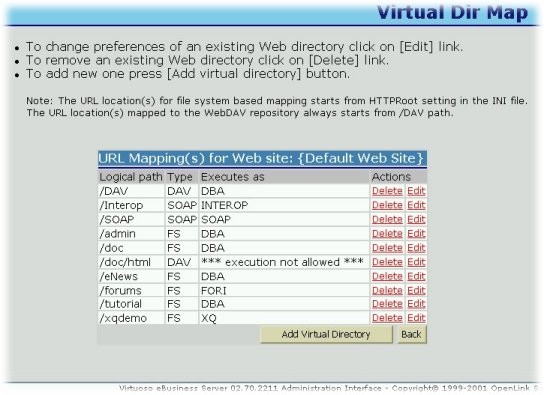 Virtual Dir Map
• To change preferences of an existing Web directory click on [Edit] link.
• To remove an existing Web directory click on [Delete] link.
• To add new one press [Add virtual directory] button.
Note: The URL location(s) for file system based mapping starts from HTTPRoot setting in the INI file.
The URL location(s) mapped to the WebDAV repository always starts from /DAV path.
URL Mapping(s) for Web site: {Default Web Site}
Logical path Type Executes as Actions
/DAV DAV DBA Delete Edit
/Interop SOAP INTEROP Delete Edit
/SOAP SOAP SOAP Delete Edit
/admin FS DBA Delete Edit
/doc FS DBA Delete Edit
/doc/html DAV *** execution not allowed *** Delete Edit
/eNews FS DBA Delete Edit
/forums FS FORI Delete Edit
/tutorial FS DBA Delete Edit
/xqdemo FS XQ Delete Edit
Add Virtual Directory Back
Virtuoso eBusiness Server 02.70.2211 Administration Interface - Copyright© 1999-2001 OpenLink S